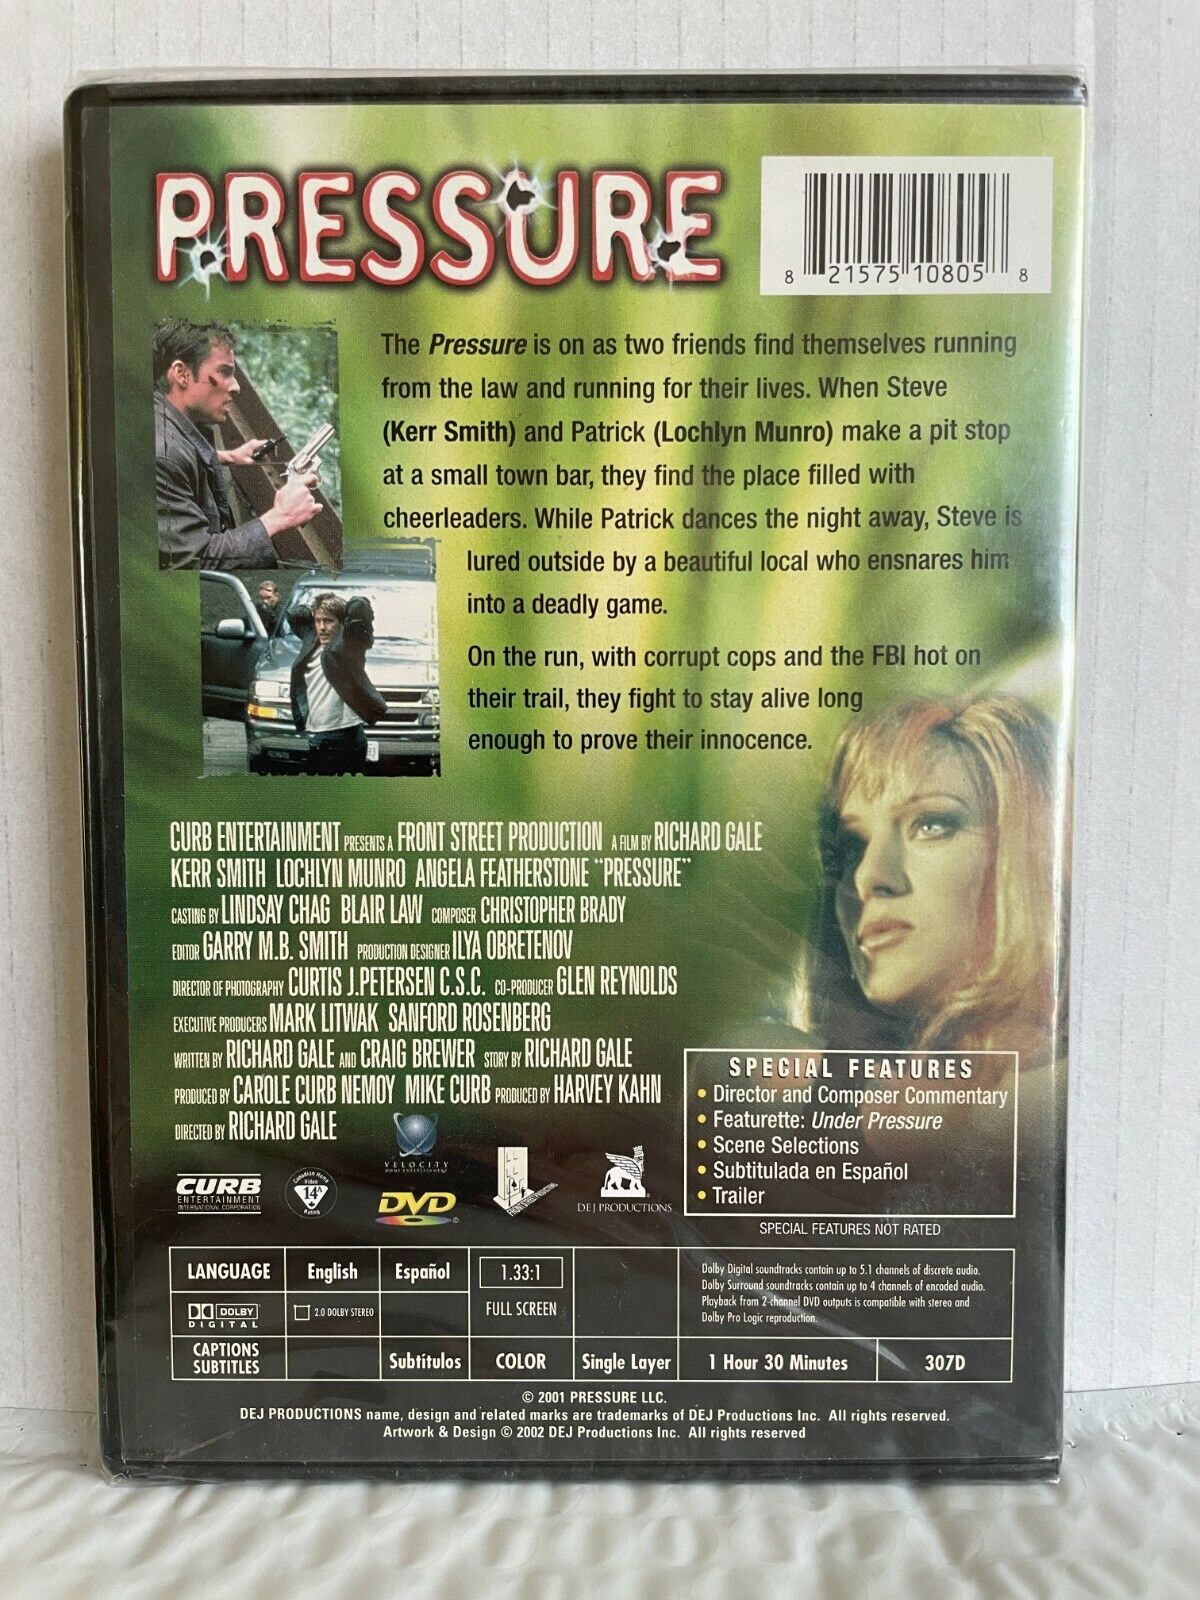 PRESSURE
8 21575 10805 8
The Pressure is on as two friends find themselves running
from the law and running for their lives. When Steve
(Kerr Smith) and Patrick (Lochlyn Munro) make a pit stop
at a small town bar, they find the place filled with
cheerleaders. While Patrick dances the night away, Steve is
lured outside by a beautiful local who ensnares him
into a deadly game.
On the run, with corrupt cops and the FBI hot on
their trail, they fight to stay alive long
enough to prove their innocence.
CURB ENTERTAINMENT PRESENTS A FRONT STREET PRODUCTION A FILM BY RICHARD GALE
KERR SMITH LOCHLYN MUNRO ANGELA FEATHERSTONE "PRESSURE"
CASTING BY LINDSAY CHAG BLAIR LAW COMPOSER CHRISTOPHER BRADY
EDITOR GARRY M.B. SMITH PRODUCTION DESIGNER ILYA OBRETENOV
DIRECTOR OF PHOTOGRAPHY CURTIS J.PETERSEN C.S.C. CO-PRODUCER GLEN REYNOLDS
EXECUTIVE PRODUCERS MARK LITWAK SANFORD ROSENBERG
WRITTEN BY RICHARD GALE AND CRAIG BREWER STORY BY RICHARD GALE
PRODUCED BY CAROLE CURB NEMOY MIKE CURB PRODUCED BY HARVEY KAHN
DIRECTED BY RICHARD GALE
SPECIAL FEATURES
• Director and Composer Commentary
• Featurette: Under Pressure
• Scene Selections
• Subtitulada en Español
• Trailer
SPECIAL FEATURES NOT RATED
CURB
ENTERTAINMENT
INTERNATIONAL CORPORATION
Canadian Home
Video
14A
Rating
VELOCITY
HOME ENTERTAINMENT
DVD
FRONT STREET PRODUCTIONS
DEJ PRODUCTIONS
LANGUAGE English Español 1.33:1
FULL SCREEN
DOLBY
DIGITAL
2.0 DOLBY STEREO
Dolby Digital soundtracks contain up to 5.1 channels of discrete audio.
Dolby Surround soundtracks contain up to 4 channels of encoded audio.
Playback from 2-channel DVD outputs is compatible with stereo and
Dolby Pro Logic reproduction.
CAPTIONS
SUBTITLES
Subtítulos COLOR Single Layer 1 Hour 30 Minutes 307D
© 2001 PRESSURE LLC.
DEJ PRODUCTIONS name, design and related marks are trademarks of DEJ Productions Inc. All rights reserved.
Artwork & Design © 2002 DEJ Productions Inc. All rights reserved